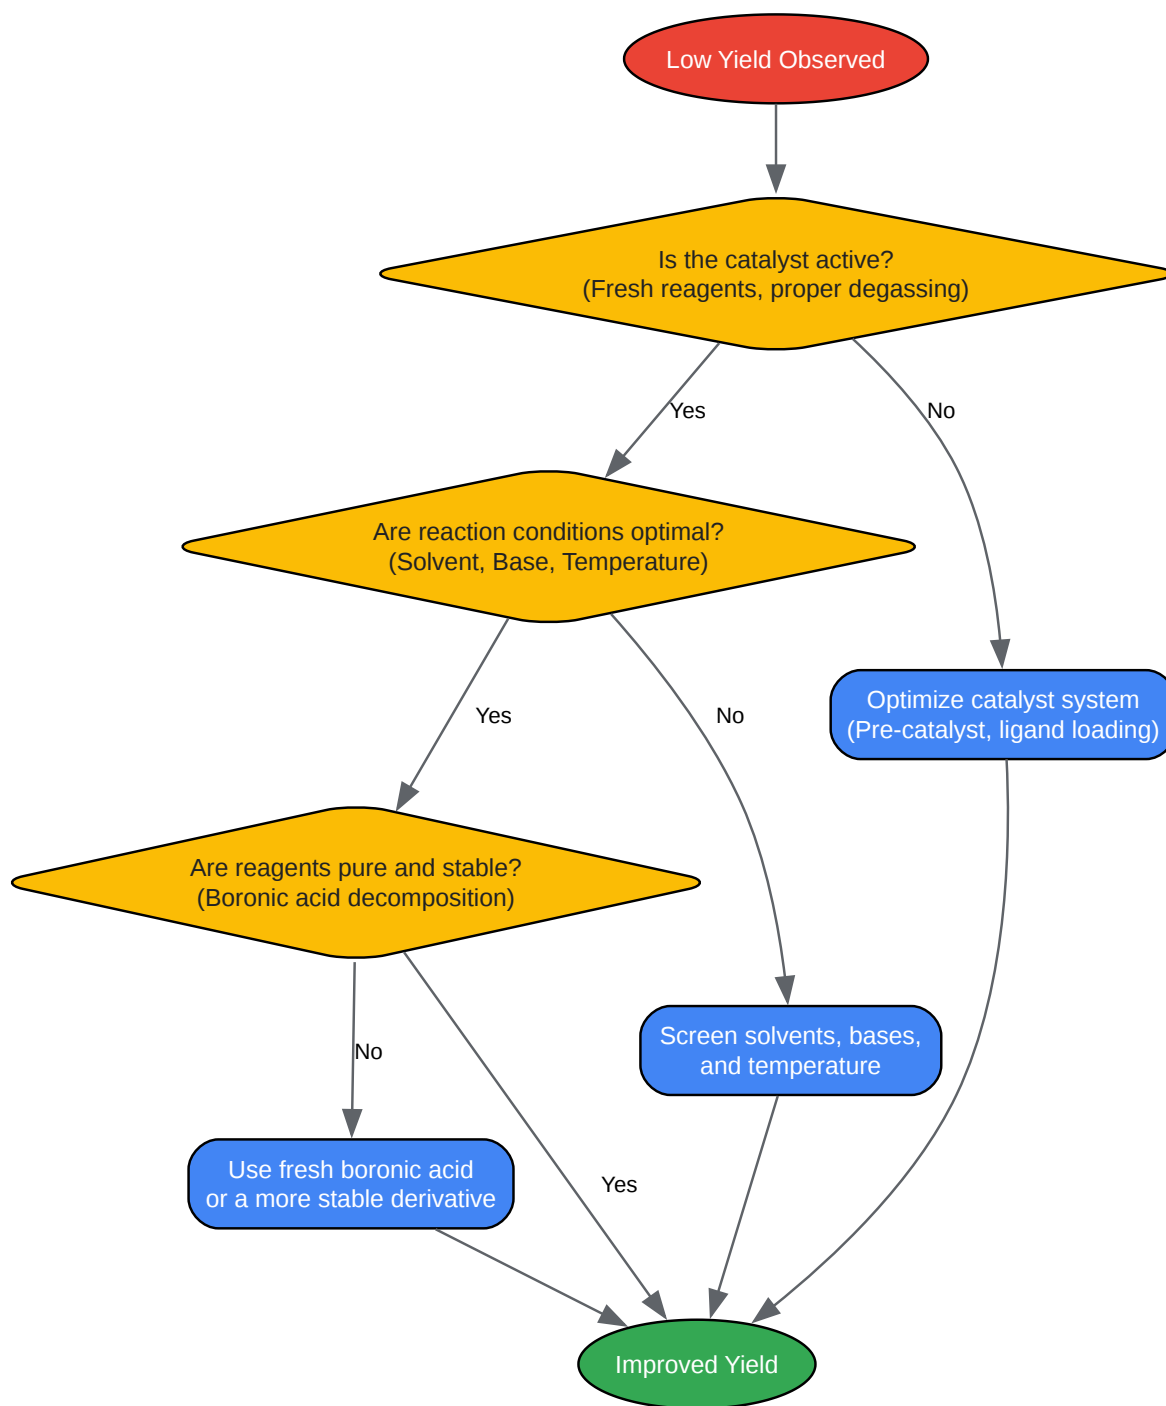 Low Yield Observed
Is the catalyst active?
(Fresh reagents, proper degassing)
Yes
No
Are reaction conditions optimal?
(Solvent, Base, Temperature)
Optimize catalyst system
(Pre-catalyst, ligand loading)
Yes
No
Are reagents pure and stable?
(Boronic acid decomposition)
Screen solvents, bases,
and temperature
No
Use fresh boronic acid
or a more stable derivative
Yes
Improved Yield